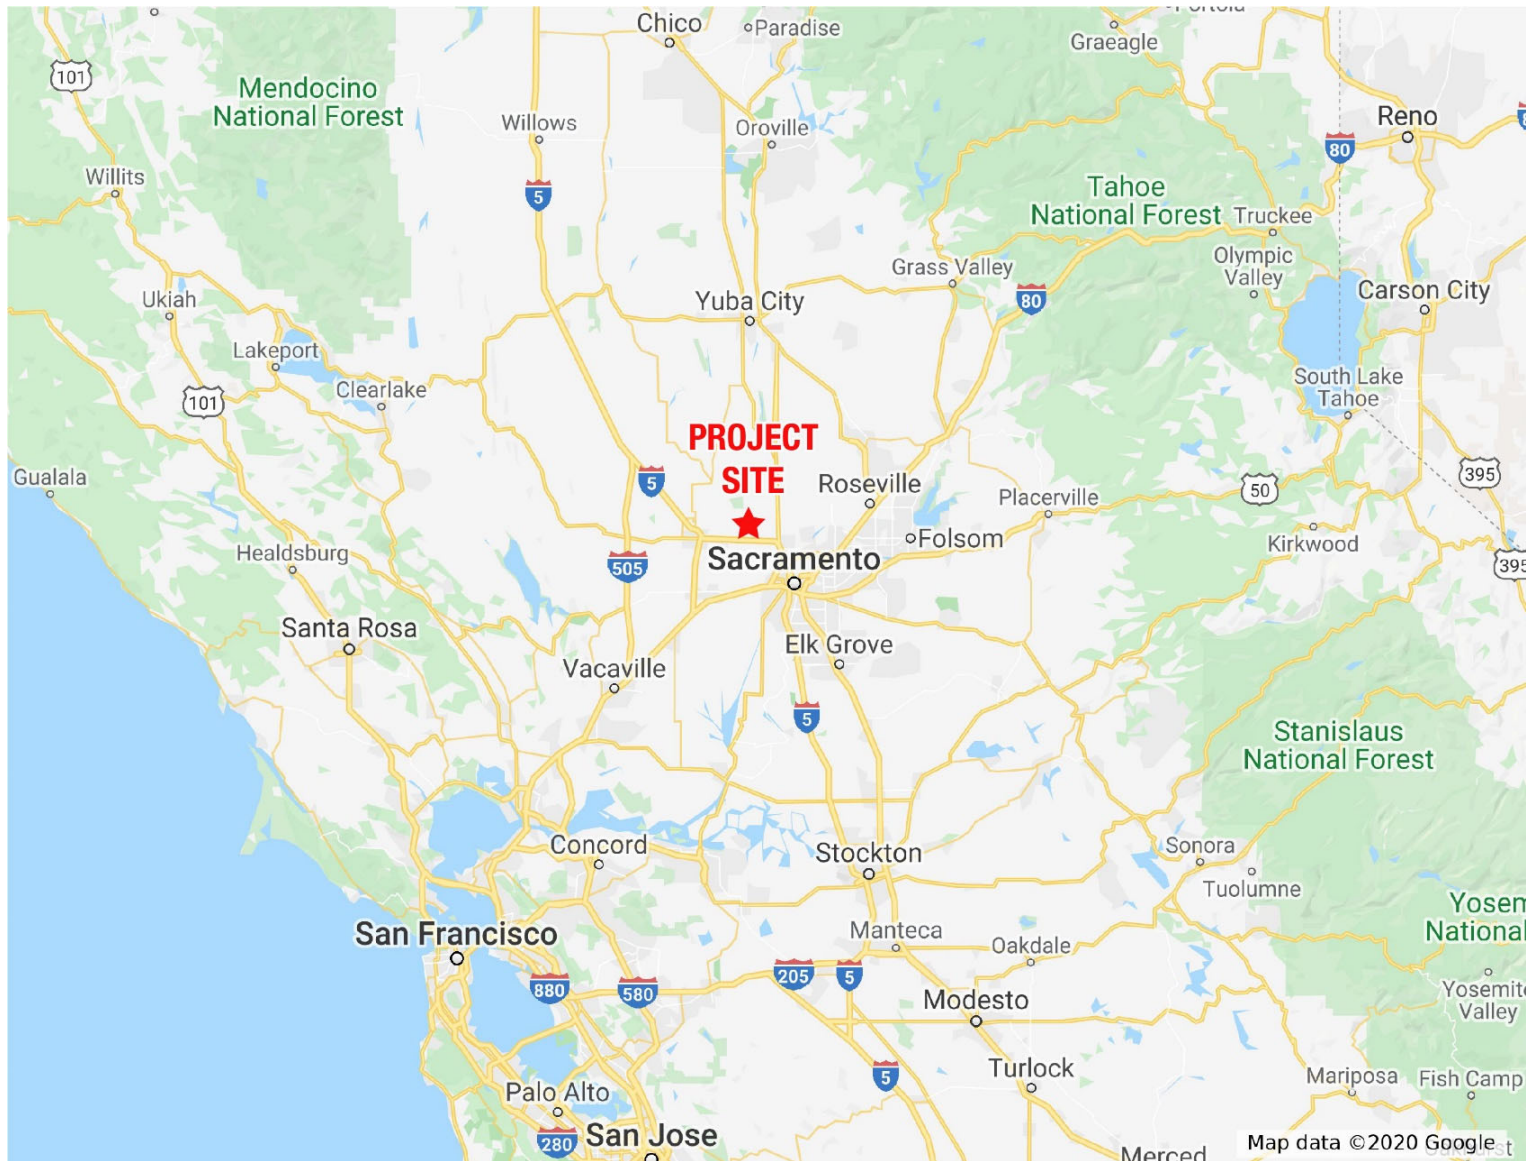 Chico
Paradise
Graeagle
101
Mendocino
National Forest
Willows
Oroville
Reno
80
Willits
5
Tahoe
National Forest
Truckee
Olympic
Valley
Grass Valley
80
Carson City
Ukiah
Yuba City
Lakeport
Clearlake
101
South Lake
Tahoe
PROJECT
SITE
Gualala
5
Roseville
Placerville
50
395
Folsom
Healdsburg
505
Sacramento
Kirkwood
395
Santa Rosa
Elk Grove
Vacaville
5
Stanislaus
National Forest
Concord
Stockton
Sonora
Tuolumne
Yosem
National
San Francisco
Manteca
Oakdale
880
580
205
5
Yosemite
Valley
Modesto
5
Turlock
Mariposa
Fish Camp
Palo Alto
280
San Jose
Merced
Map data ©2020 Google